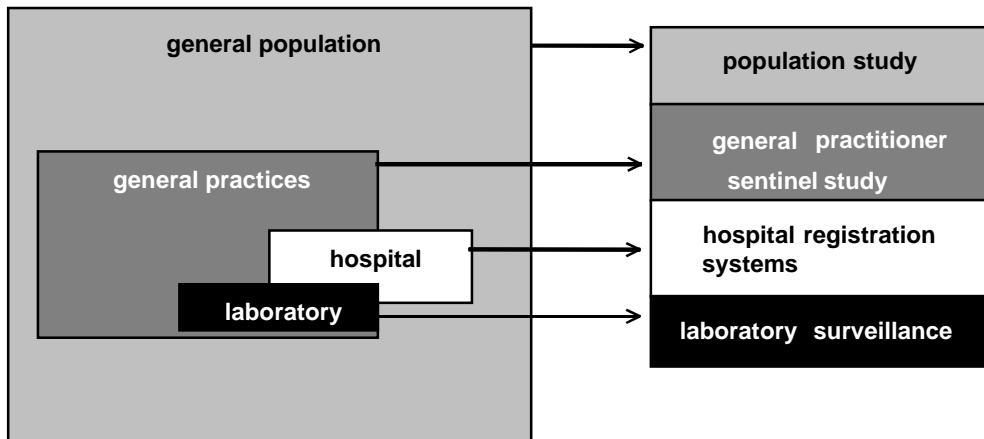 general population
general practices
hospital
laboratory
population study
general practitioner
sentinel study
hospital registration
systems
laboratory surveillance